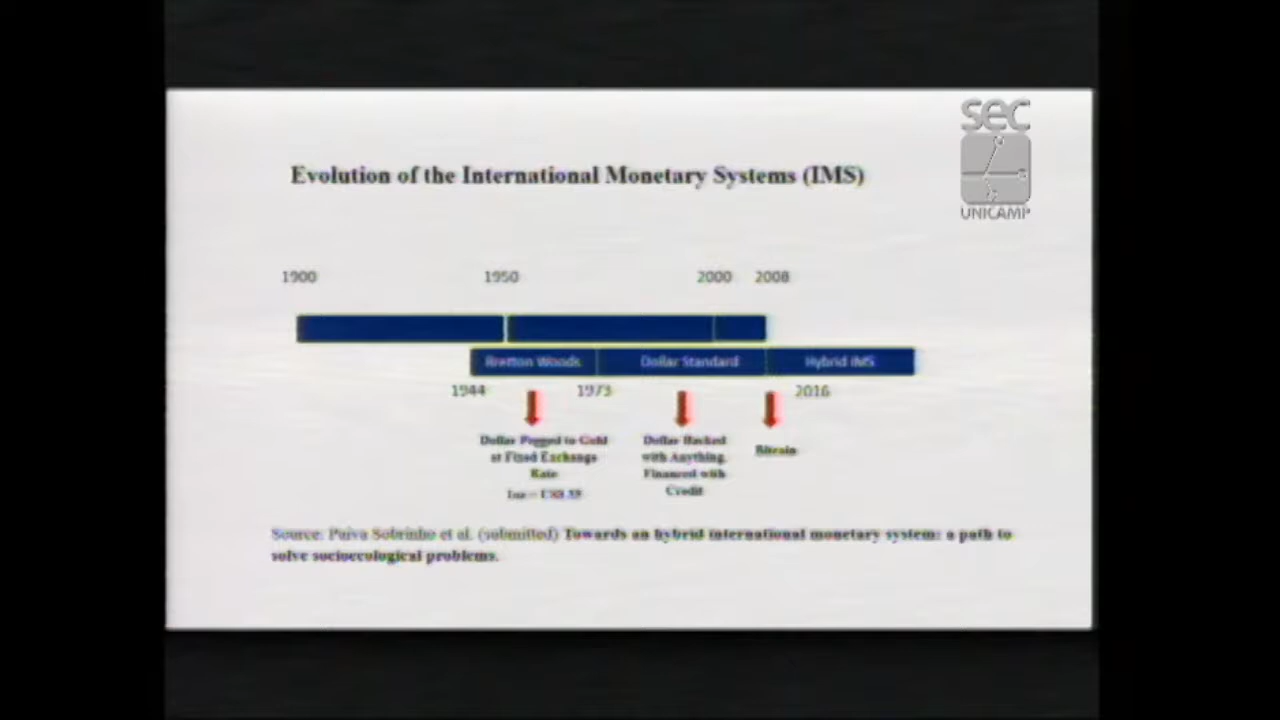 sec
UNICAMP
Evolution of the International Monetary Systems (IMS)
1900 1950 2000 2008
Bretton Woods Dollar Standard Hybrid IMS
1944 1973 2016
Dollar Pegged to Gold
at Fixed Exchange
Rate
Dollar Backed
with Anything.
Financed with
Credit
Bitcoin
Source: Paiva Sobrinho et al. (submitted) Towards an hybrid international monetary system: a path to
solve socioecological problems.